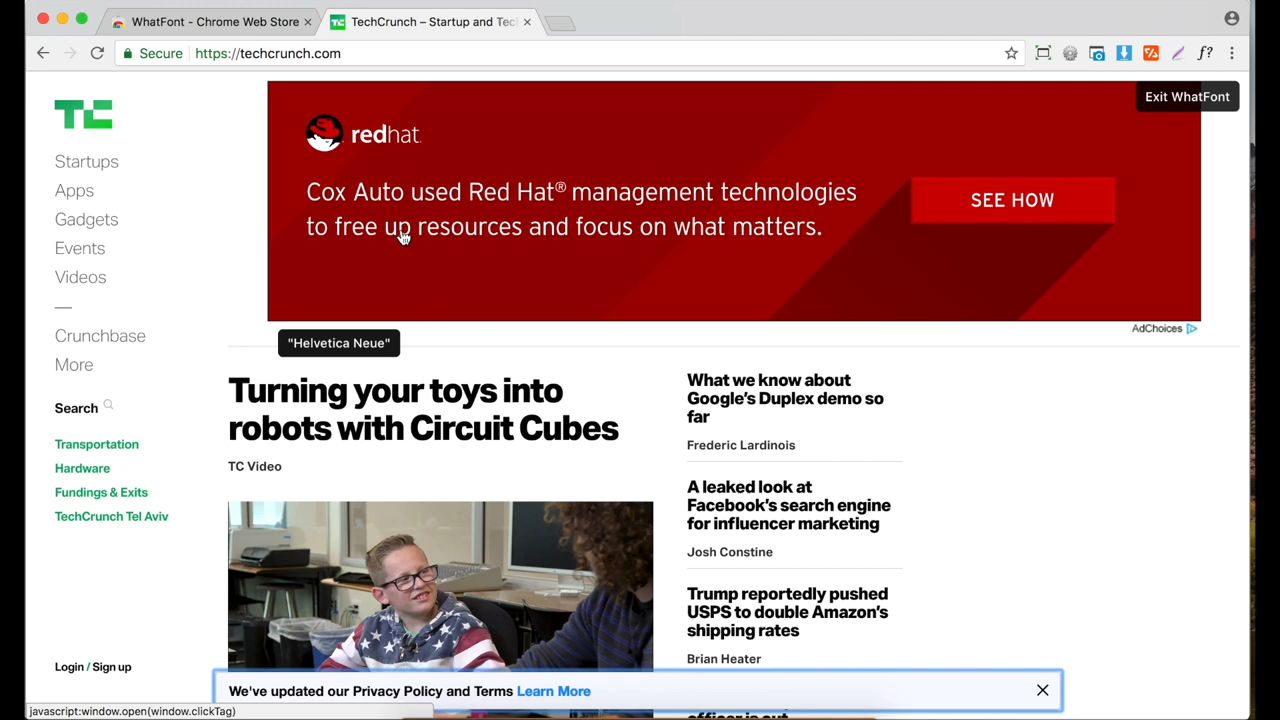 WhatFont - Chrome Web Store
TechCrunch – Startup and Tec
Secure https://techcrunch.com
f?
Exit WhatFont
TC
Startups
Apps
Gadgets
Events
Videos
—
Crunchbase
More
Search
Transportation
Hardware
Fundings & Exits
TechCrunch Tel Aviv
Login / Sign up
redhat.
Cox Auto used Red Hat® management technologies
to free up resources and focus on what matters.
SEE HOW
AdChoices
"Helvetica Neue"
Turning your toys into
robots with Circuit Cubes
TC Video
What we know about
Google's Duplex demo so
far
Frederic Lardinois
A leaked look at
Facebook's search engine
for influencer marketing
Josh Constine
Trump reportedly pushed
USPS to double Amazon's
shipping rates
Brian Heater
We've updated our Privacy Policy and Terms Learn More
javascript:window.open(window.clickTag)